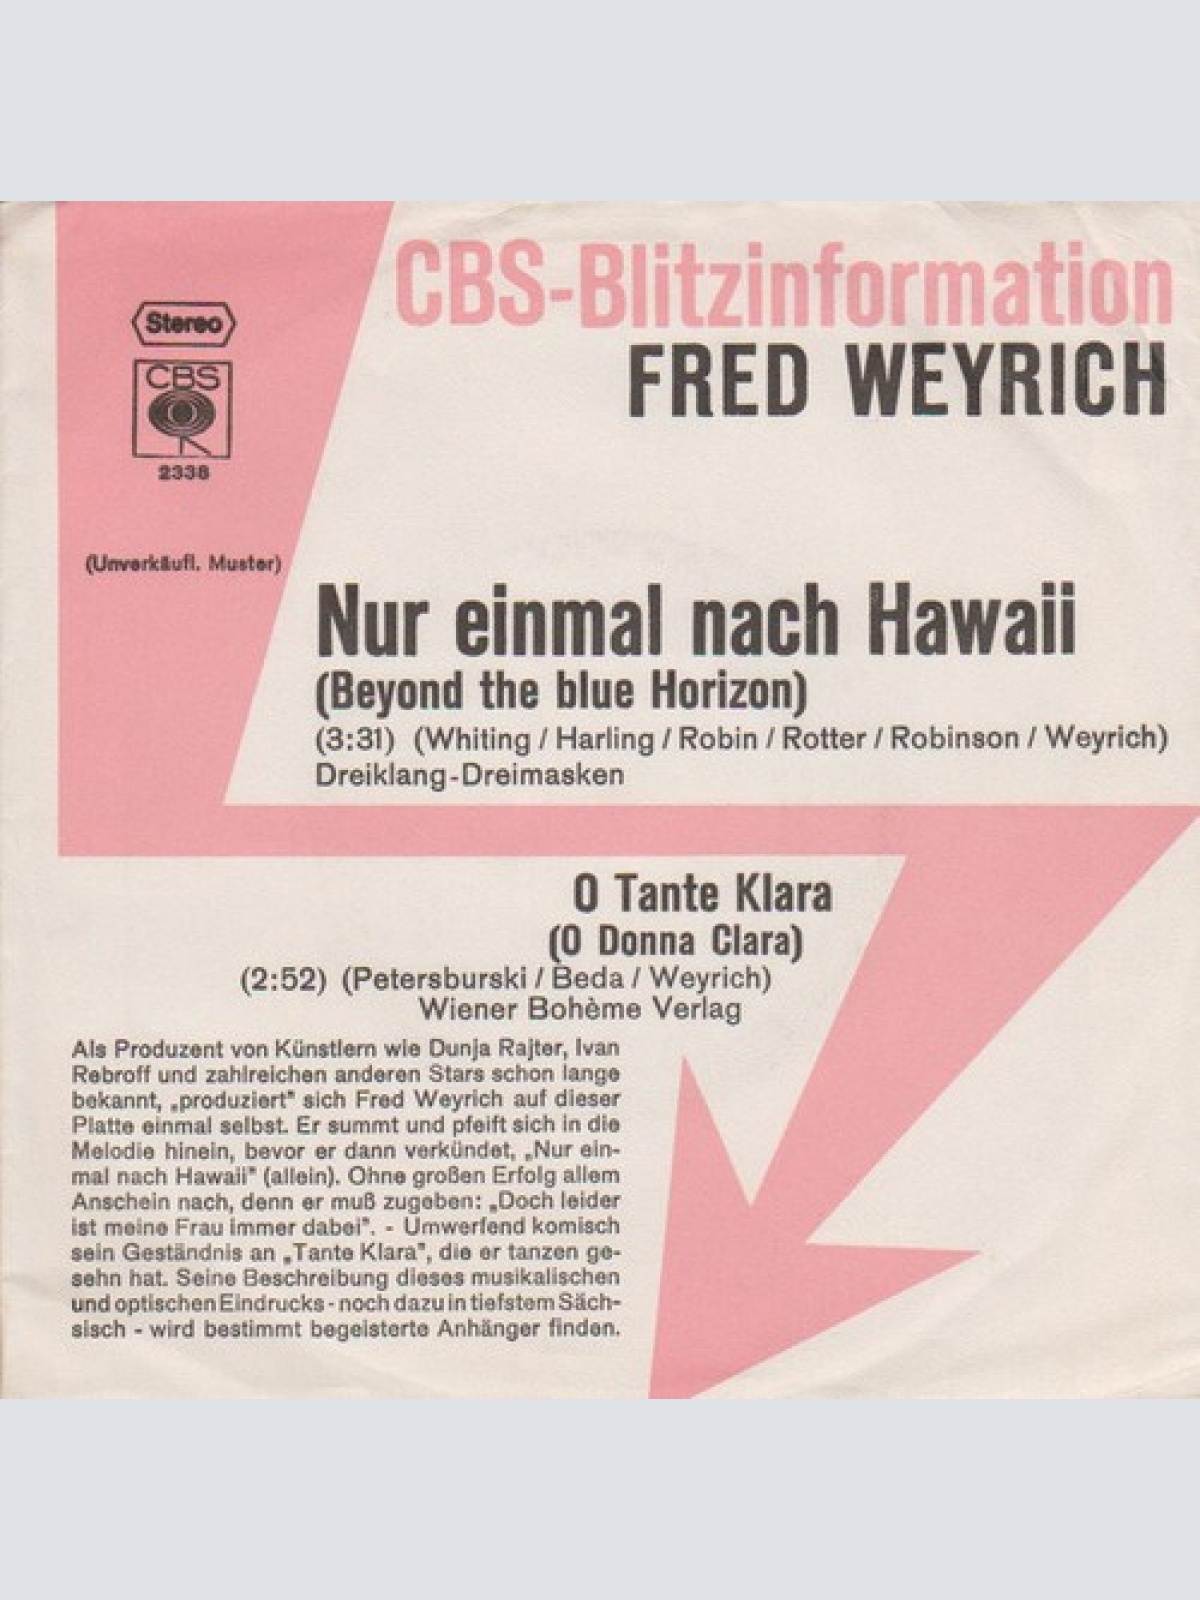 CBS-Blitzinformation
FRED WEYRICH
Stereo
CBS
2338
(Unverkäufl. Muster)
Nur einmal nach Hawaii
(Beyond the blue Horizon)
(3:31) (Whiting / Harling / Robin / Rotter / Robinson / Weyrich)
Dreiklang-Dreimasken
O Tante Klara
(O Donna Clara)
(2:52) (Petersburski / Beda / Weyrich)
Wiener Bohème Verlag
Als Produzent von Künstlern wie Dunja Rajter, Ivan
Rebroff und zahlreichen anderen Stars schon lange
bekannt, „produziert" sich Fred Weyrich auf dieser
Platte einmal selbst. Er summt und pfeift sich in die
Melodie hinein, bevor er dann verkündet, „Nur ein-
mal nach Hawaii" (allein). Ohne großen Erfolg allem
Anschein nach, denn er muß zugeben: „Doch leider
ist meine Frau immer dabei". - Umwerfend komisch
sein Geständnis an „Tante Klara", die er tanzen ge-
sehn hat. Seine Beschreibung dieses musikalischen
und optischen Eindrucks - noch dazu in tiefstem Säch-
sisch - wird bestimmt begeisterte Anhänger finden.